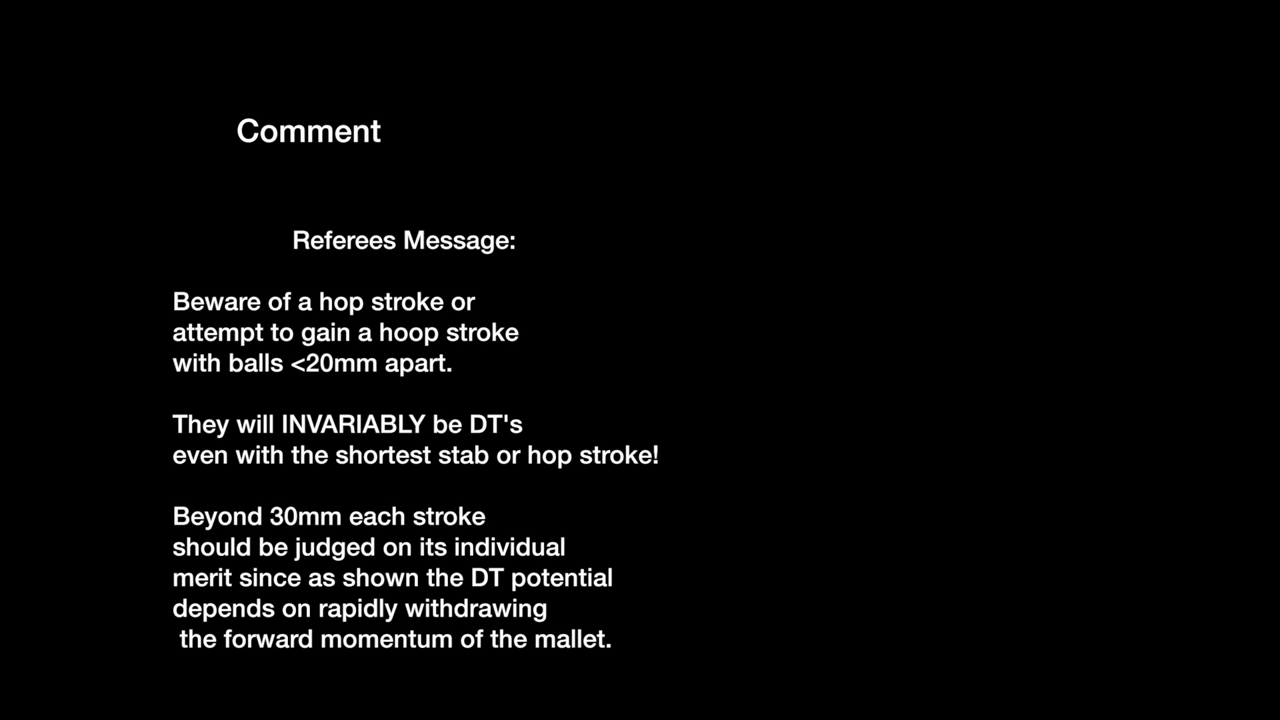 Comment
Referees Message:
Beware of a hop stroke or
attempt to gain a hoop stroke
with balls <20mm apart.
They will INVARIABLY be DT's
even with the shortest stab or hop stroke!
Beyond 30mm each stroke
should be judged on its individual
merit since as shown the DT potential
depends on rapidly withdrawing
the forward momentum of the mallet.